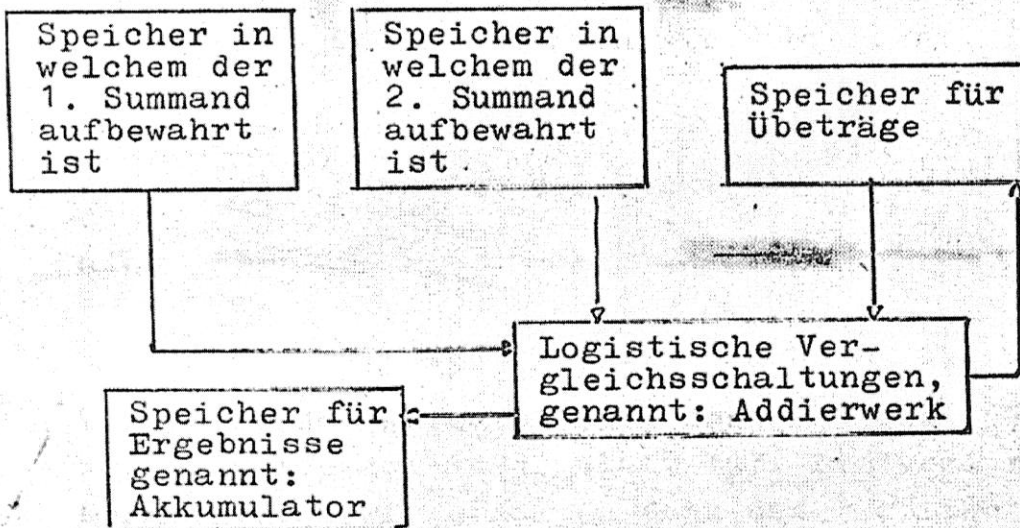 Speicher in
welchem der
1. Summand
aufbewahrt
ist
Speicher in
welchem der
2. Summand
aufbewahrt
ist
Speicher für
Übeträge
Logistische Ver-
gleichsschaltungen,
genannt: Addierwerk
Speicher für
Ergebnisse
genannt:
Akkumulator